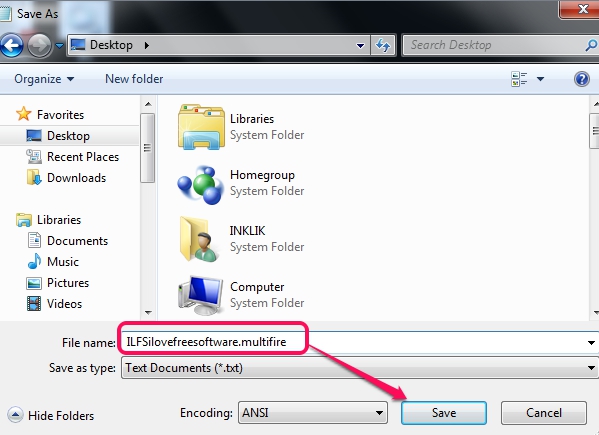 Save As
Desktop
Search Desktop
Organize
New folder
Favorites
Desktop
Recent Places
Downloads
Libraries
Documents
Music
Pictures
Videos
Libraries
System Folder
Homegroup
System Folder
INKLIK
System Folder
Computer
System Folder
File name: ILFSilovefreesoftware.multifire
Save as type: Text Documents (*.txt)
Hide Folders
Encoding: ANSI
Save
Cancel